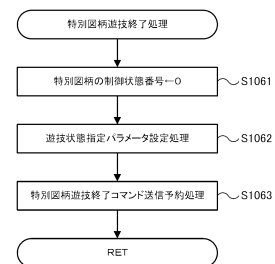 特別図柄遊技終了処理
特別図柄の制御状態番号←0
S1061
遊技状態指定パラメータ設定処理
S1062
特別図柄遊技終了コマンド送信予約処理
S1063
RET